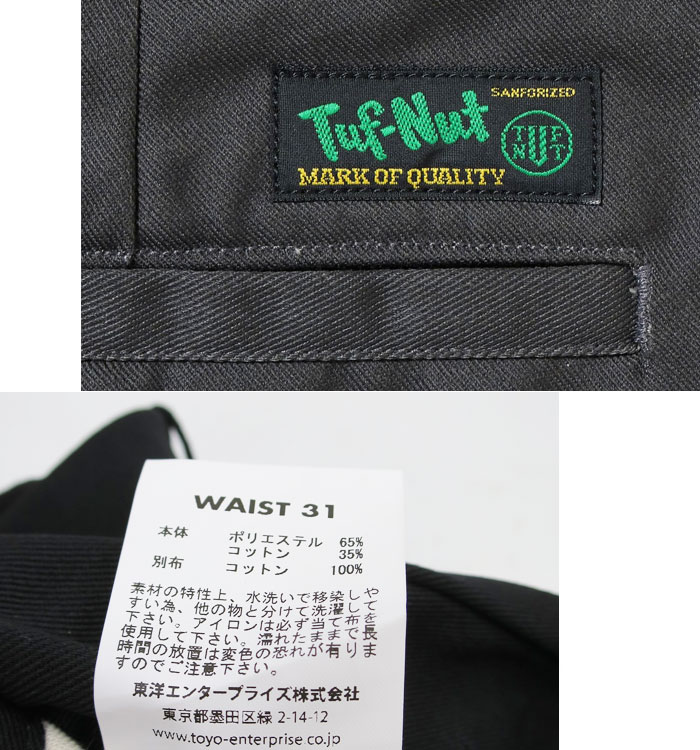 SANFORIZED
Tuf-Nut
TUF
NUT
MARK OF QUALITY
WAIST 31
本体 ポリエステル 65%
コットン 35%
別布 コットン 100%
素材の特性上、水洗いで移染しや
すい為、他の物と分けて洗濯して
下さい。アイロンは必ず当て布を
使用して下さい。濡れたままで長
時間の放置は変色の恐れが有りま
すのでご注意下さい。
東洋エンタープライズ株式会社
東京都墨田区緑 2-14-12
www.toyo-enterprise.co.jp